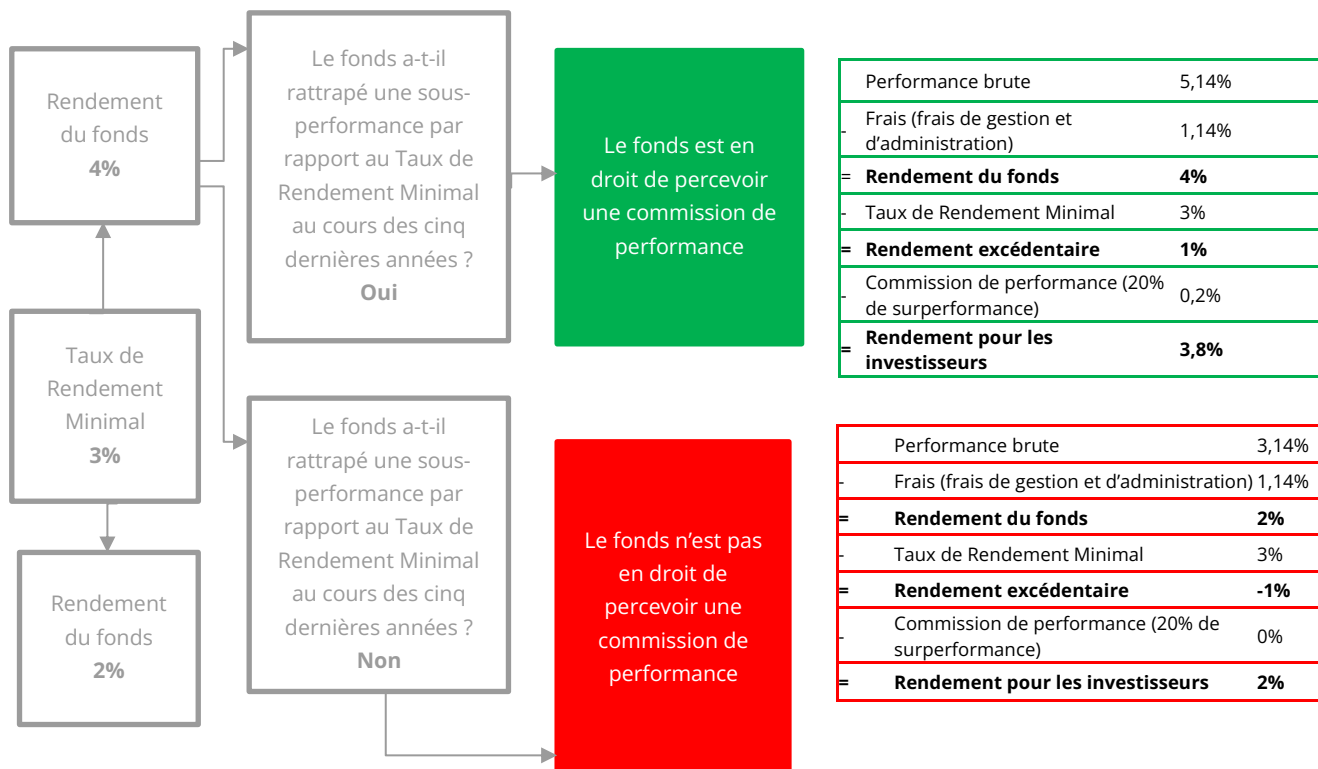 Rendement
du fonds
4%
Taux de
Rendement
Minimal
3%
Rendement
du fonds
2%
Le fonds a-t-il
rattrapé une sous-
performance par
rapport au Taux de
Rendement Minimal
au cours des cinq
dernières années ?
Oui
Le fonds a-t-il
rattrapé une sous-
performance par
rapport au Taux de
Rendement Minimal
au cours des cinq
dernières années ?
Non
Le fonds est en
droit de percevoir
une commission de
performance
Le fonds n’est pas
en droit de
percevoir une
commission de
performance
Performance brute 5,14%
- Frais (frais de gestion et
d’administration) 1,14%
= Rendement du fonds 4%
- Taux de Rendement Minimal 3%
= Rendement excédentaire 1%
- Commission de performance (20%
de surperformance) 0,2%
= Rendement pour les
investisseurs 3,8%
Performance brute 3,14%
- Frais (frais de gestion et d’administration) 1,14%
= Rendement du fonds 2%
- Taux de Rendement Minimal 3%
= Rendement excédentaire -1%
- Commission de performance (20% de
surperformance) 0%
= Rendement pour les investisseurs 2%